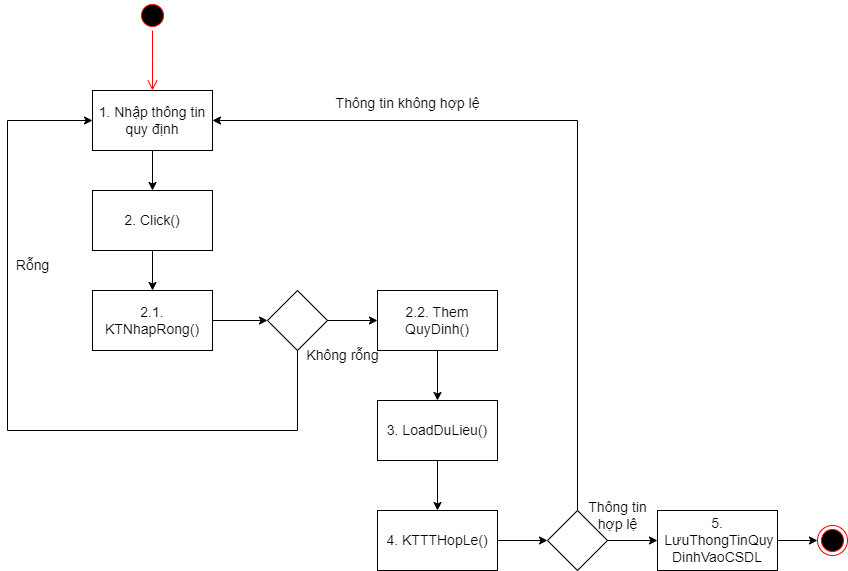 Thông tin không hợp lệ
1. Nhập thông tin
quy định
2. Click()
Rỗng
2.1.
KTNhapRong()
2.2. Them
QuyDinh()
Không rỗng
3. LoadDuLieu()
Thông tin
hợp lệ
4. KTTTHopLe()
5.
LưuThongTinQuy
DinhVaoCSDL